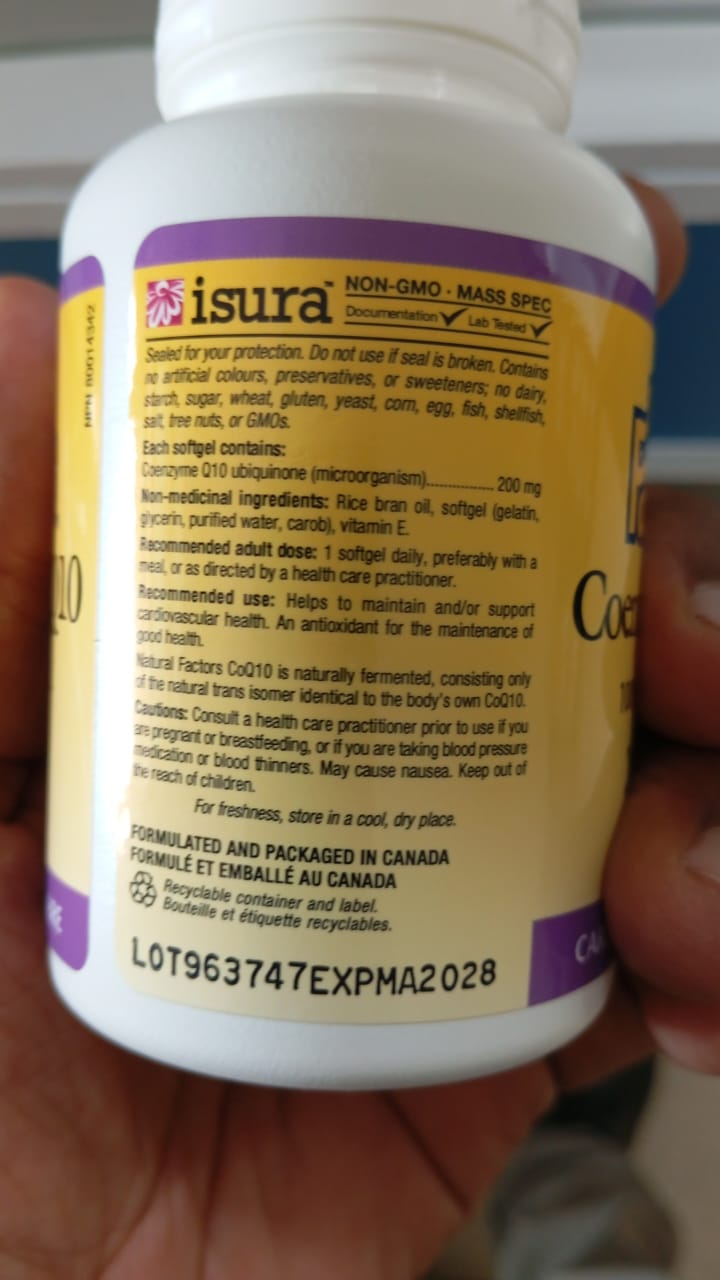 isura™
NON-GMO · MASS SPEC
Documentation Lab Tested
Sealed for your protection. Do not use if seal is broken. Contains
no artificial colours, preservatives, or sweeteners; no dairy,
starch, sugar, wheat, gluten, yeast, corn, egg, fish, shellfish,
salt, tree nuts, or GMOs.
Each softgel contains:
Coenzyme Q10 ubiquinone (microorganism)................ 200 mg
Non-medicinal ingredients: Rice bran oil, softgel (gelatin,
glycerin, purified water, carob), vitamin E.
Recommended adult dose: 1 softgel daily, preferably with a
meal, or as directed by a health care practitioner.
Recommended use: Helps to maintain and/or support
cardiovascular health. An antioxidant for the maintenance of
good health.
Natural Factors CoQ10 is naturally fermented, consisting only
of the natural trans isomer identical to the body's own CoQ10.
Cautions: Consult a health care practitioner prior to use if you
are pregnant or breastfeeding, or if you are taking blood pressure
medication or blood thinners. May cause nausea. Keep out of
the reach of children.
For freshness, store in a cool, dry place.
FORMULATED AND PACKAGED IN CANADA
FORMULÉ ET EMBALLÉ AU CANADA
Recyclable container and label.
Bouteille et étiquette recyclables.
LOT963747EXPMA2028
NPN 80014342
Q10
Coen